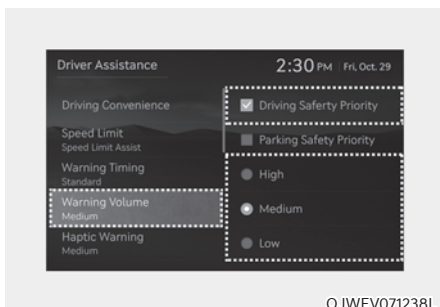 Driver Assistance
2:30 PM Fri, Oct. 29
Driving Convenience
Speed Limit
Speed Limit Assist
Warning Timing
Standard
Warning Volume
Medium
Haptic Warning
Medium
Driving Saferty Priority
Parking Safety Priority
High
Medium
Low
OJWEV071238L